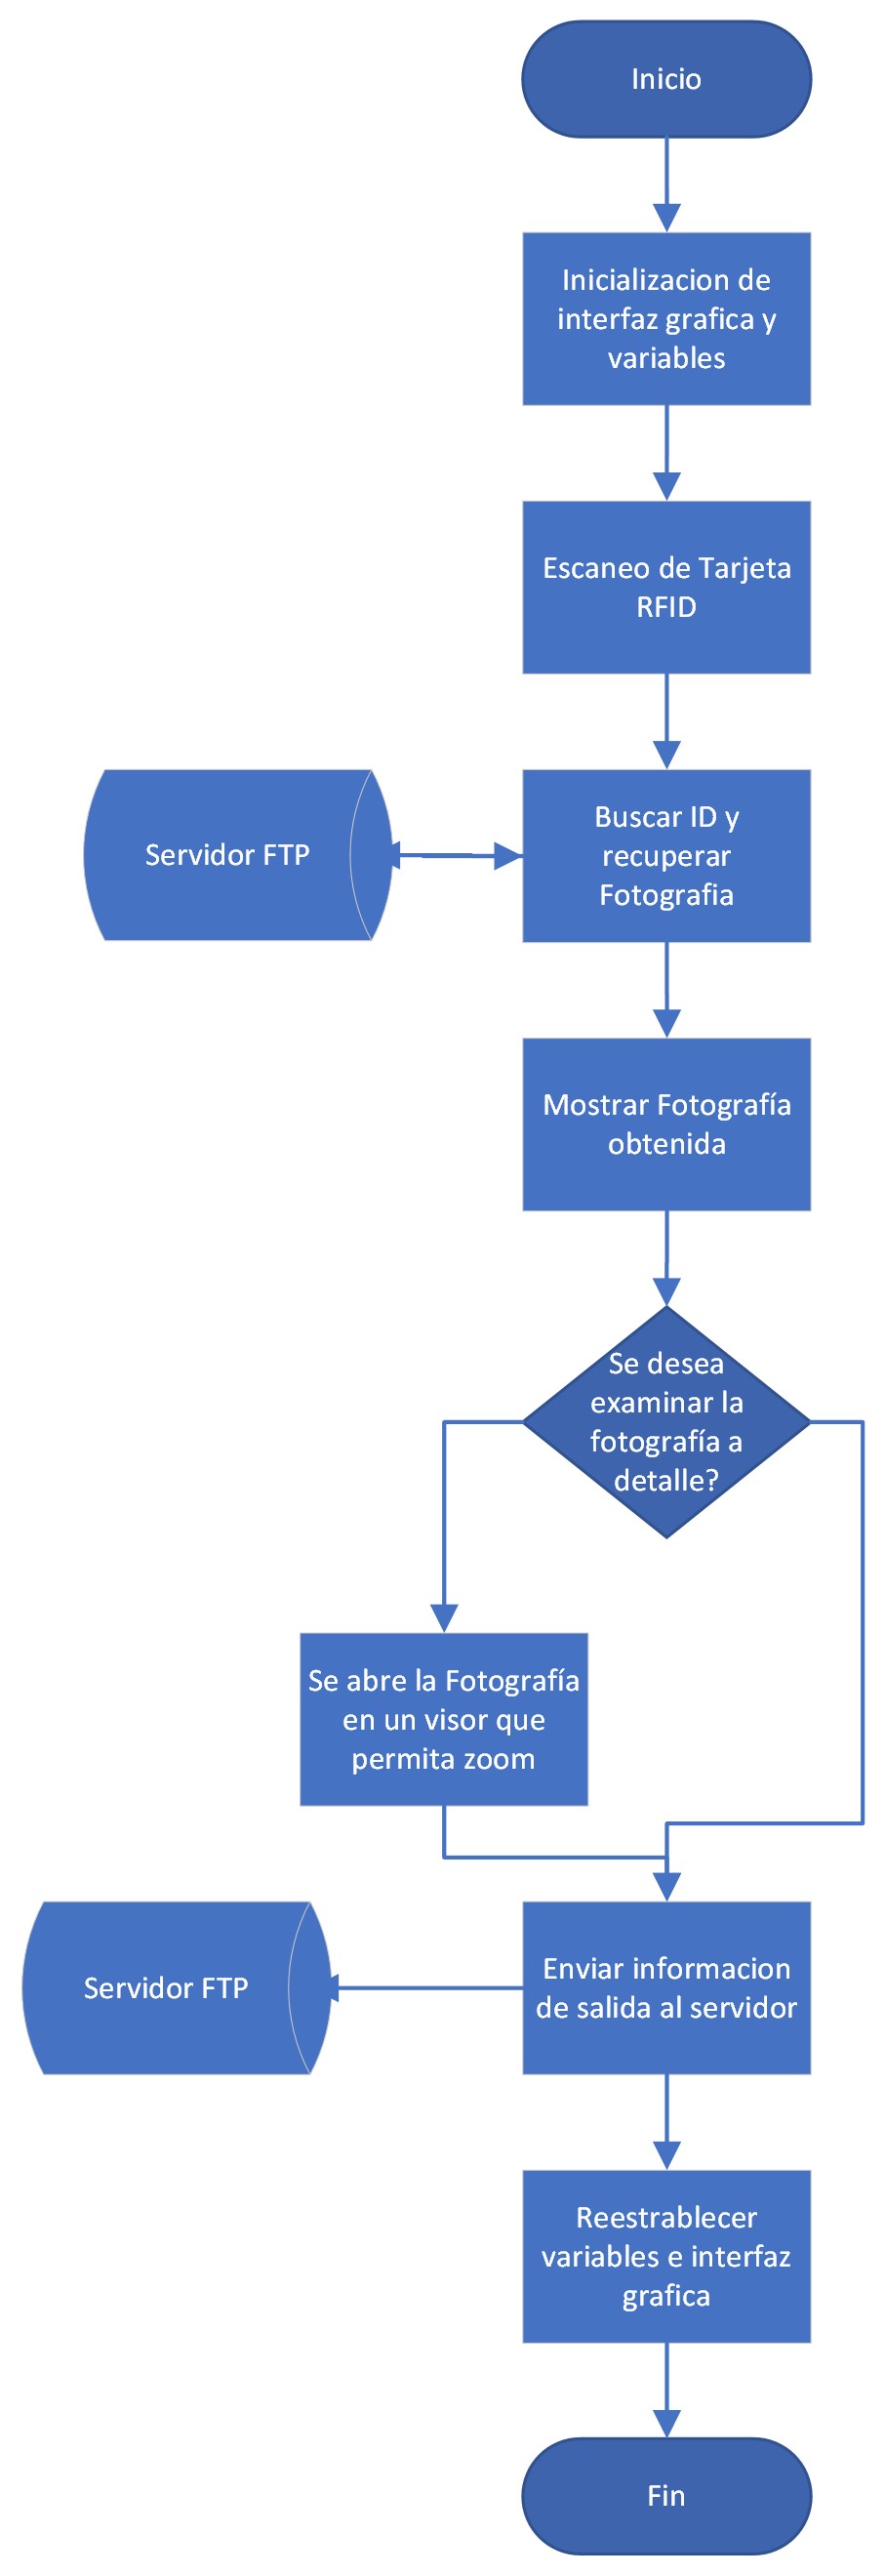 Inicio
Inicializacion de
interfaz grafica y
variables
Escaneo de Tarjeta
RFID
Servidor FTP
Buscar ID y
recuperar
Fotografia
Mostrar Fotografía
obtenida
Se desea
examinar la
fotografía a
detalle?
Se abre la Fotografía
en un visor que
permita zoom
Servidor FTP
Enviar informacion
de salida al servidor
Reestrablecer
variables e interfaz
grafica
Fin